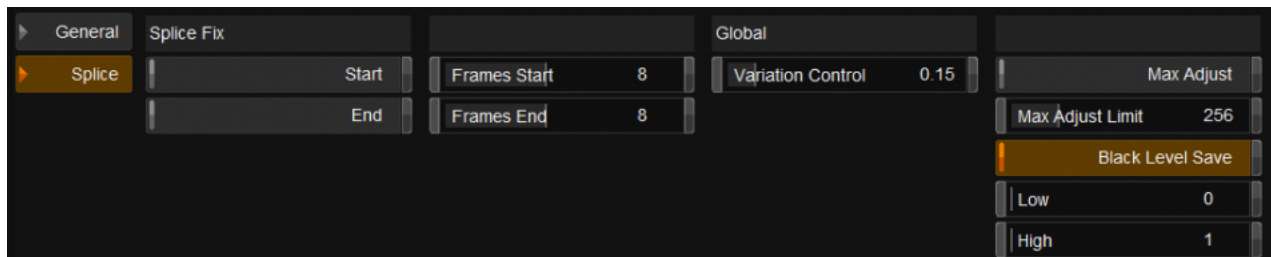 General
Splice
Splice Fix
Start
End
Frames Start 8
Frames End 8
Global
Variation Control 0.15
Max Adjust
Max Adjust Limit 256
Black Level Save
Low 0
High 1